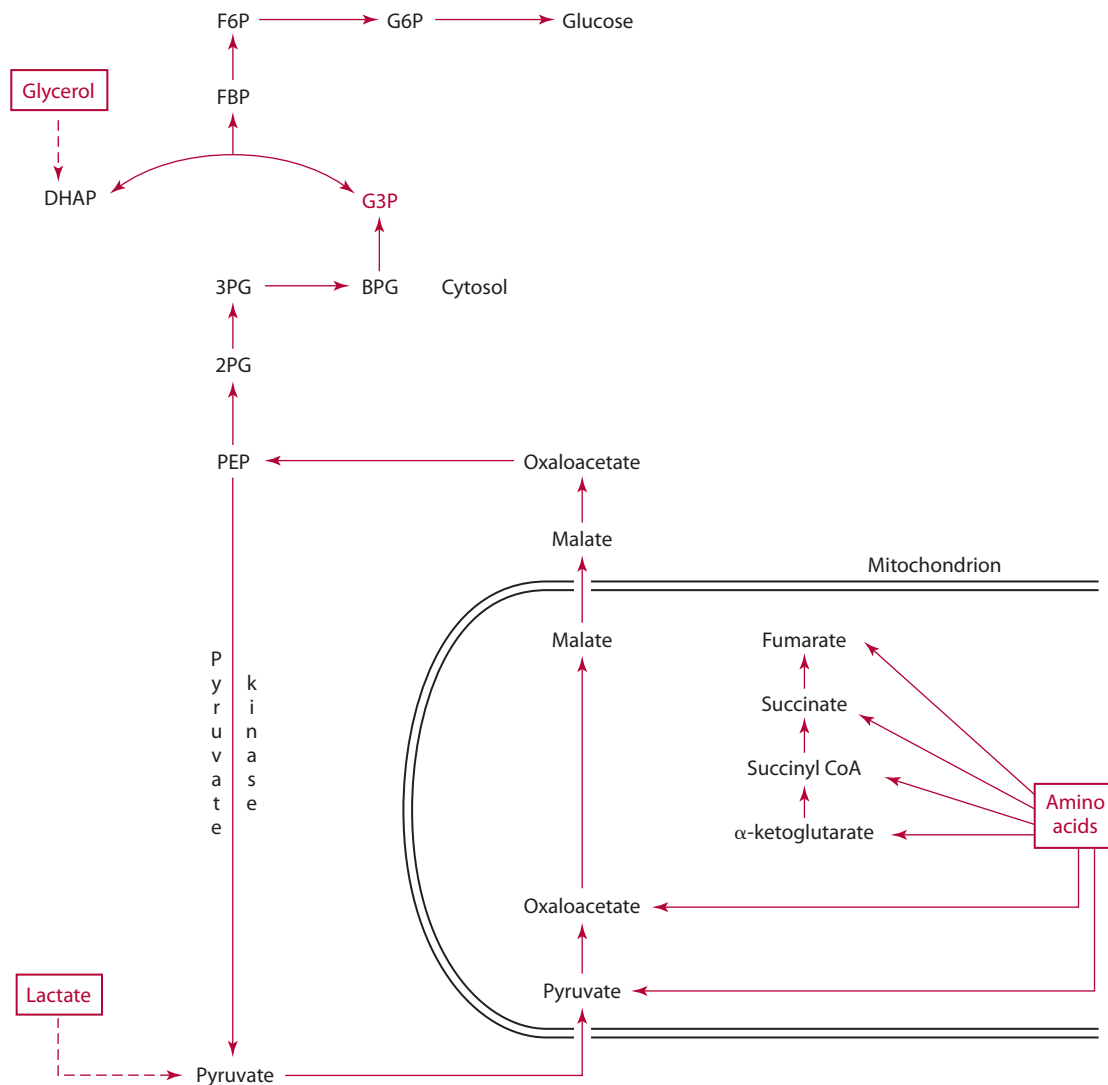 F6P
G6P
Glucose
Glycerol
FBP
DHAP
G3P
3PG
BPG
Cytosol
2PG
PEP
Oxaloacetate
Malate
Mitochondrion
Malate
Fumarate
Pyruvate
kinase
Succinate
Succinyl CoA
Amino
acids
α-ketoglutarate
Oxaloacetate
Lactate
Pyruvate
Pyruvate